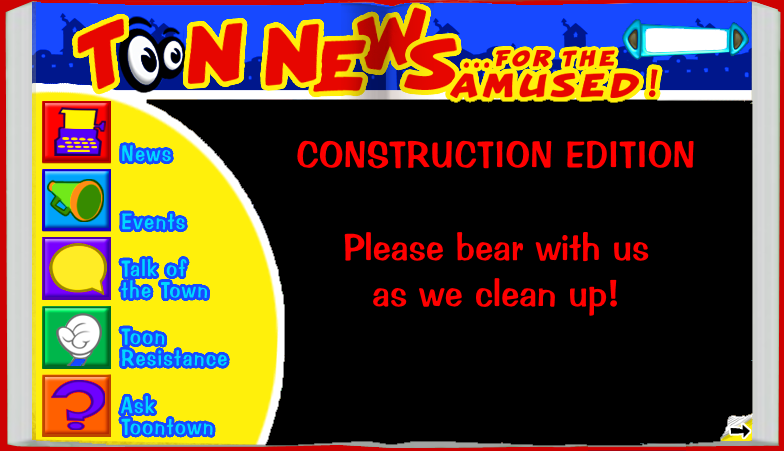 TOON NEWS
...FOR THE
AMUSED!
News
Events
Talk of
the Town
Toon
Resistance
Ask
Toontown
CONSTRUCTION EDITION
Please bear with us
as we clean up!